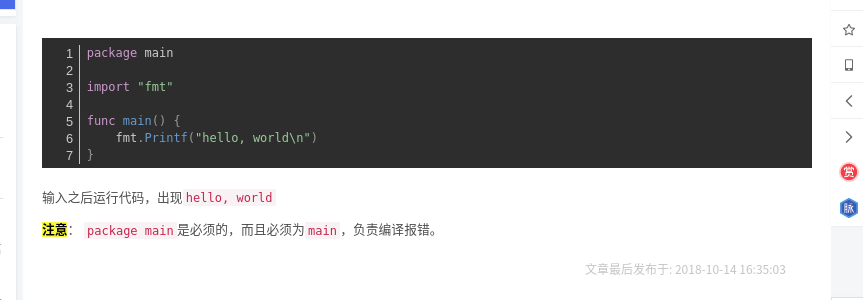 1 package main
2
3 import "fmt"
4
5 func main() {
6     fmt.Printf("hello, world\n")
7 }
输入之后运行代码，出现 hello, world
注意： package main 是必须的，而且必须为 main ，负责编译报错。
文章最后发布于: 2018-10-14 16:35:03
赏
脉